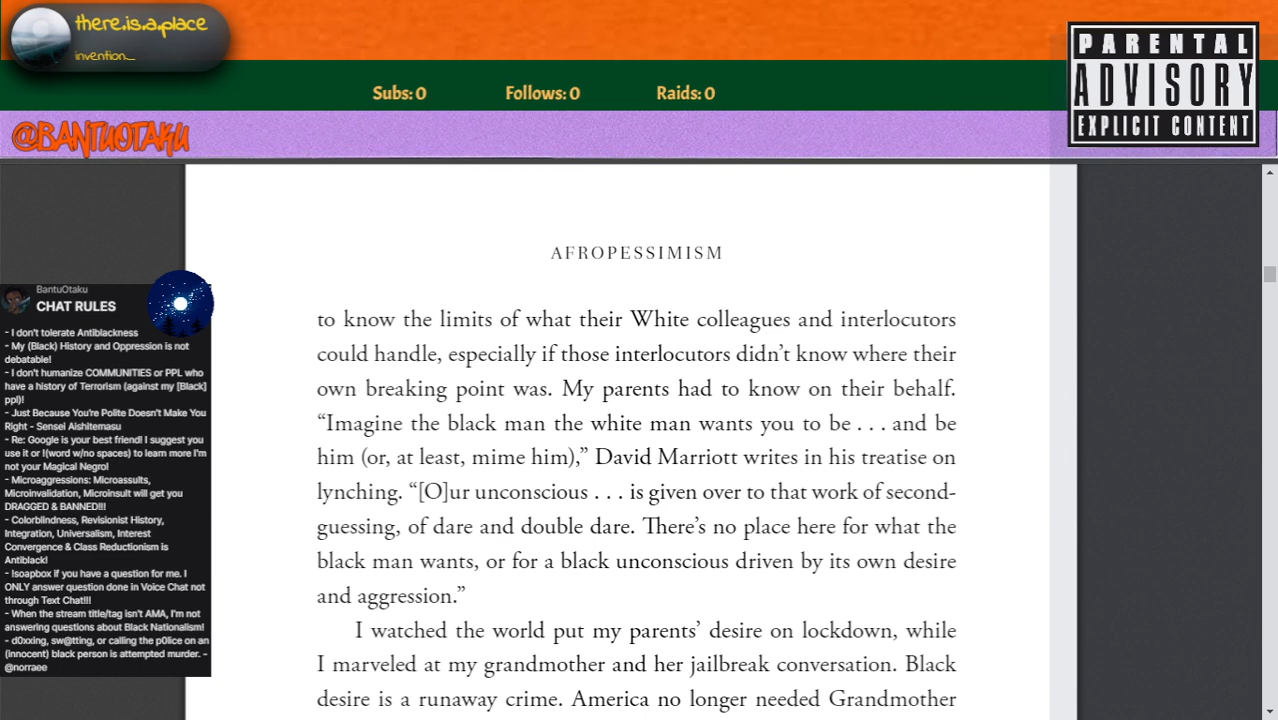 there.is.a.place
invention_
Subs: 0 Follows: 0 Raids: 0
PARENTAL
ADVISORY
EXPLICIT CONTENT
@BANTUOTAKU
AFROPESSIMISM
to know the limits of what their White colleagues and interlocutors
could handle, especially if those interlocutors didn’t know where their
own breaking point was. My parents had to know on their behalf.
“Imagine the black man the white man wants you to be . . . and be
him (or, at least, mime him),” David Marriott writes in his treatise on
lynching. “[O]ur unconscious . . . is given over to that work of second-
guessing, of dare and double dare. There’s no place here for what the
black man wants, or for a black unconscious driven by its own desire
and aggression.”
I watched the world put my parents’ desire on lockdown, while
I marveled at my grandmother and her jailbreak conversation. Black
desire is a runaway crime. America no longer needed Grandmother
BantuOtaku
CHAT RULES
- I don't tolerate Antiblackness
- My (Black) History and Oppression is not
debatable!
- I don't humanize COMMUNITIES or PPL who
have a history of Terrorism (against my [Black]
ppl)!
- Just Because You're Polite Doesn't Make You
Right - Sensei Aishitemasu
- Re: Google is your best friend! I suggest you
use it or !(word w/no spaces) to learn more I'm
not your Magical Negro!
- Microaggressions: Microassults,
Microinvalidation, Microinsult will get you
DRAGGED & BANNED!!!
- Colorblindness, Revisionist History,
Integration, Universalism, Interest
Convergence & Class Reductionism is
Antiblack!
- !soapbox if you have a question for me. I
ONLY answer question done in Voice Chat not
through Text Chat!!!
- When the stream title/tag isn't AMA, I'm not
answering questions about Black Nationalism!
- d0xxing, sw@tting, or calling the p0lice on an
(innocent) black person is attempted murder. -
@norraee